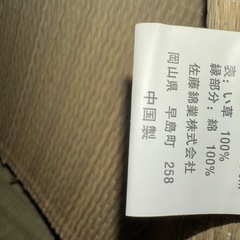 表：い草 100%
縁部分：綿 100%
佐藤綿業株式会社
岡山県 早島町 258
中国製